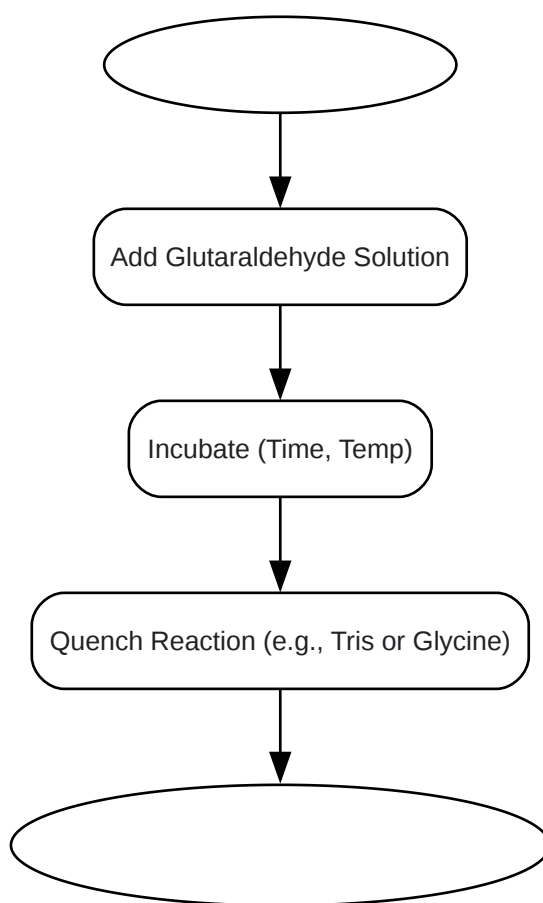 Add Glutaraldehyde Solution
Incubate (Time, Temp)
Quench Reaction (e.g., Tris or Glycine)